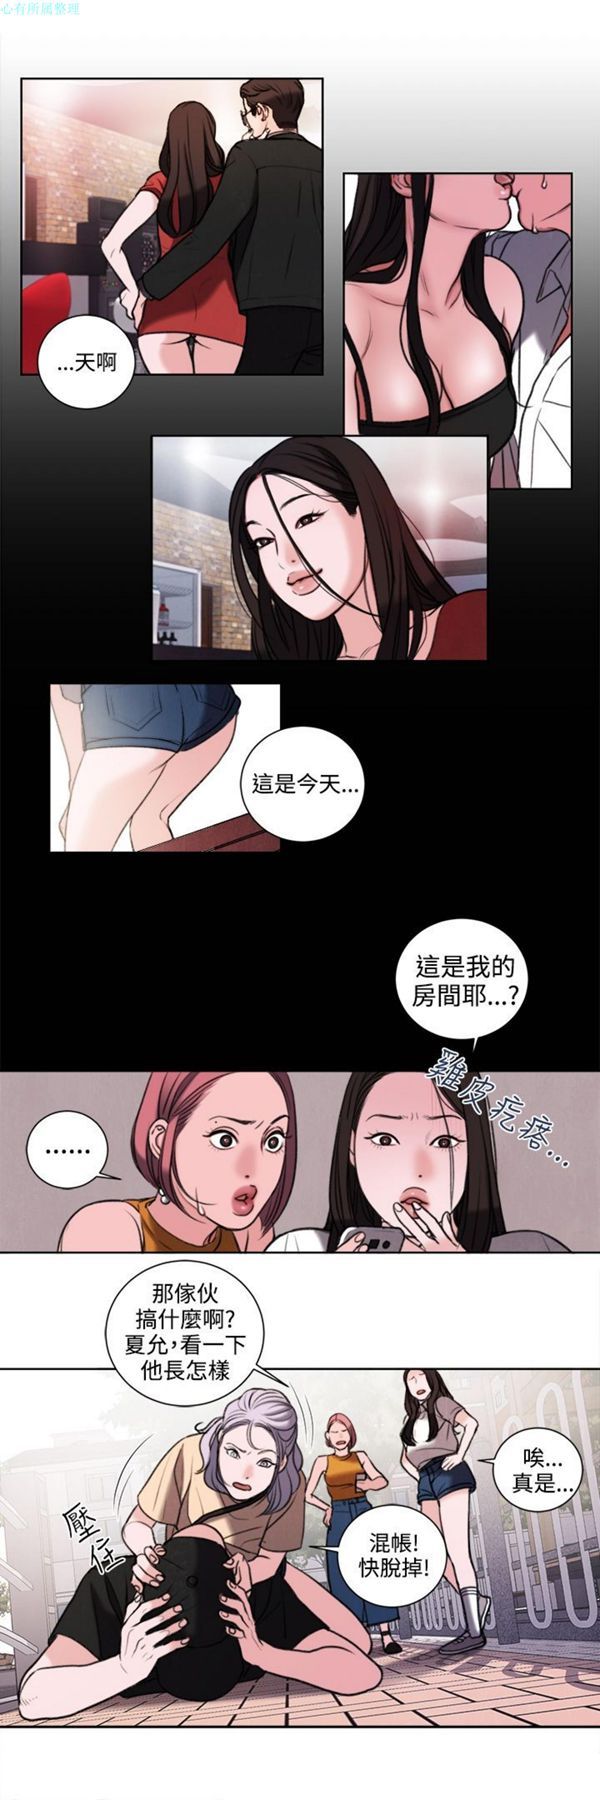 心有所属整理
...天啊
這是今天...
這是我的
房間耶...?
雞皮疙瘩...
......
那傢伙
搞什麼啊?
夏允,看一下
他長怎樣
唉...
真是...
壓住
混帳!
快脫掉!